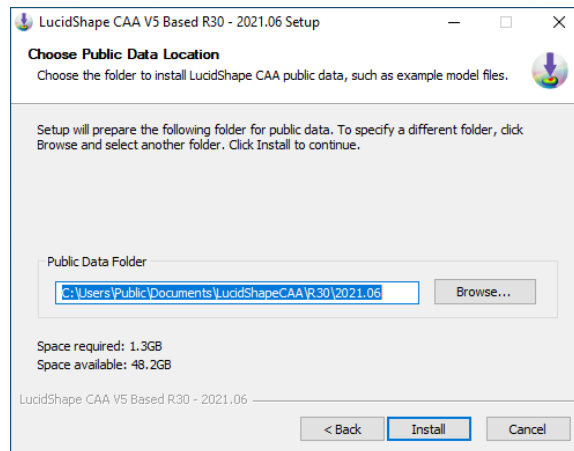 LucidShape CAA V5 Based R30 - 2021.06 Setup
Choose Public Data Location
Choose the folder to install LucidShape CAA public data, such as example model files.
Setup will prepare the following folder for public data. To specify a different folder, click
Browse and select another folder. Click Install to continue.
Public Data Folder
C:\Users\Public\Documents\LucidShapeCAA\R30\2021.06
Browse...
Space required: 1.3GB
Space available: 48.2GB
LucidShape CAA V5 Based R30 - 2021.06
< Back
Install
Cancel